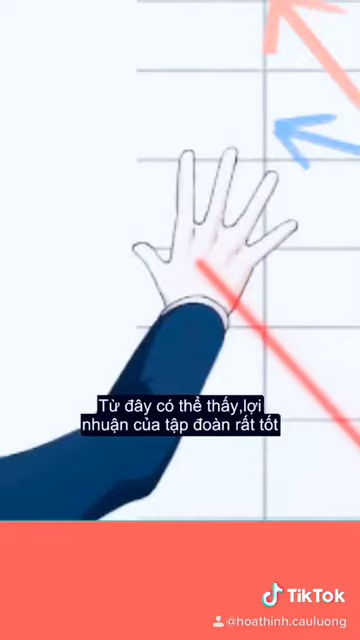 Từ đây có thể thấy,lợi
nhuận của tập đoàn rất tốt
TikTok
@hoathinh.cauluong